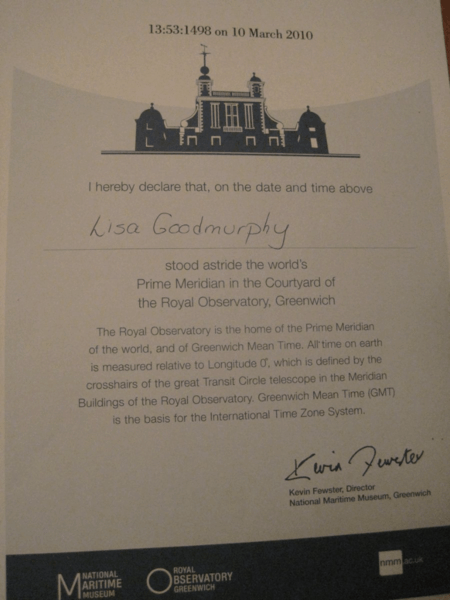 13:53:1498 on 10 March 2010
I hereby declare that, on the date and time above
Lisa Goodmurphy
stood astride the world's
Prime Meridian in the Courtyard of
the Royal Observatory, Greenwich
The Royal Observatory is the home of the Prime Meridian
of the world, and of Greenwich Mean Time. All time on earth
is measured relative to Longitude 0°, which is defined by the
crosshairs of the great Transit Circle telescope in the Meridian
Buildings of the Royal Observatory. Greenwich Mean Time (GMT)
is the basis for the International Time Zone System.
Kevin Fewster
Kevin Fewster, Director
National Maritime Museum, Greenwich
NATIONAL
MARITIME
MUSEUM
ROYAL
OBSERVATORY
GREENWICH
nmm.ac.uk